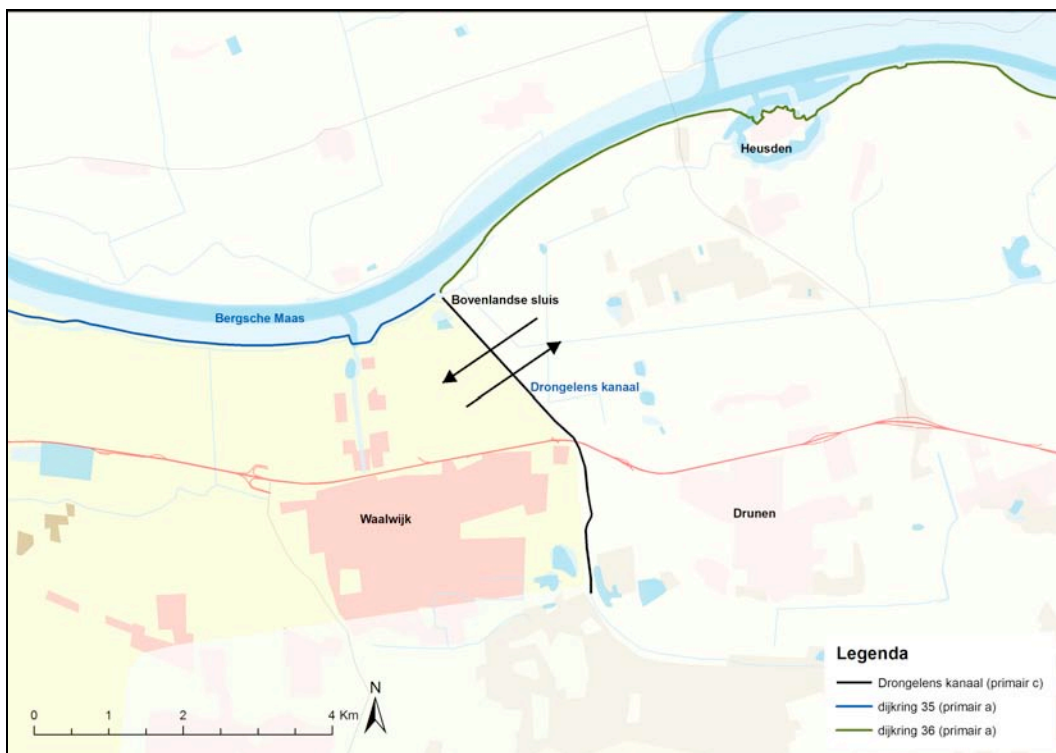 Heusden
Bovenlandse sluis
Bergsche Maas
Drongelens kanaal
Waalwijk
Drunen
Legenda
Drongelens kanaal (primair c)
dijkring 35 (primair a)
dijkring 36 (primair a)
N
0 1 2 4 Km